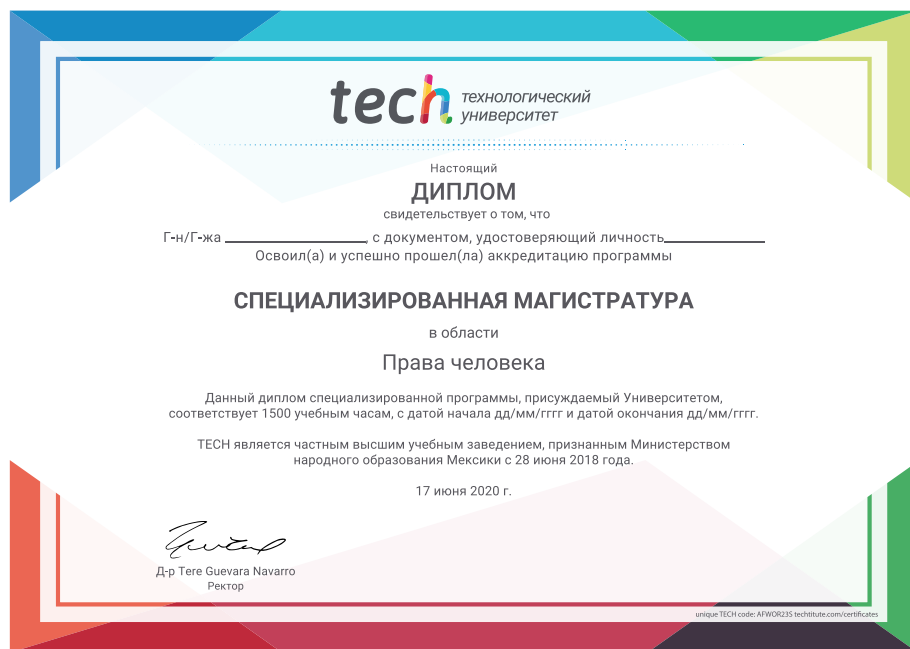 tech технологический
университет
Настоящий
ДИПЛОМ
свидетельствует о том, что
Г-н/Г-жа ____________, с документом, удостоверяющий личность____________
Освоил(а) и успешно прошел(ла) аккредитацию программы
СПЕЦИАЛИЗИРОВАННАЯ МАГИСТРАТУРА
в области
Права человека
Данный диплом специализированной программы, присуждаемый Университетом,
соответствует 1500 учебным часам, с датой начала дд/мм/гггг и датой окончания дд/мм/гггг.
TECH является частным высшим учебным заведением, признанным Министерством
народного образования Мексики с 28 июня 2018 года.
17 июня 2020 г.
Д-р Tere Guevara Navarro
Ректор
unique TECH code: AFWOR23S techtitute.com/certificates